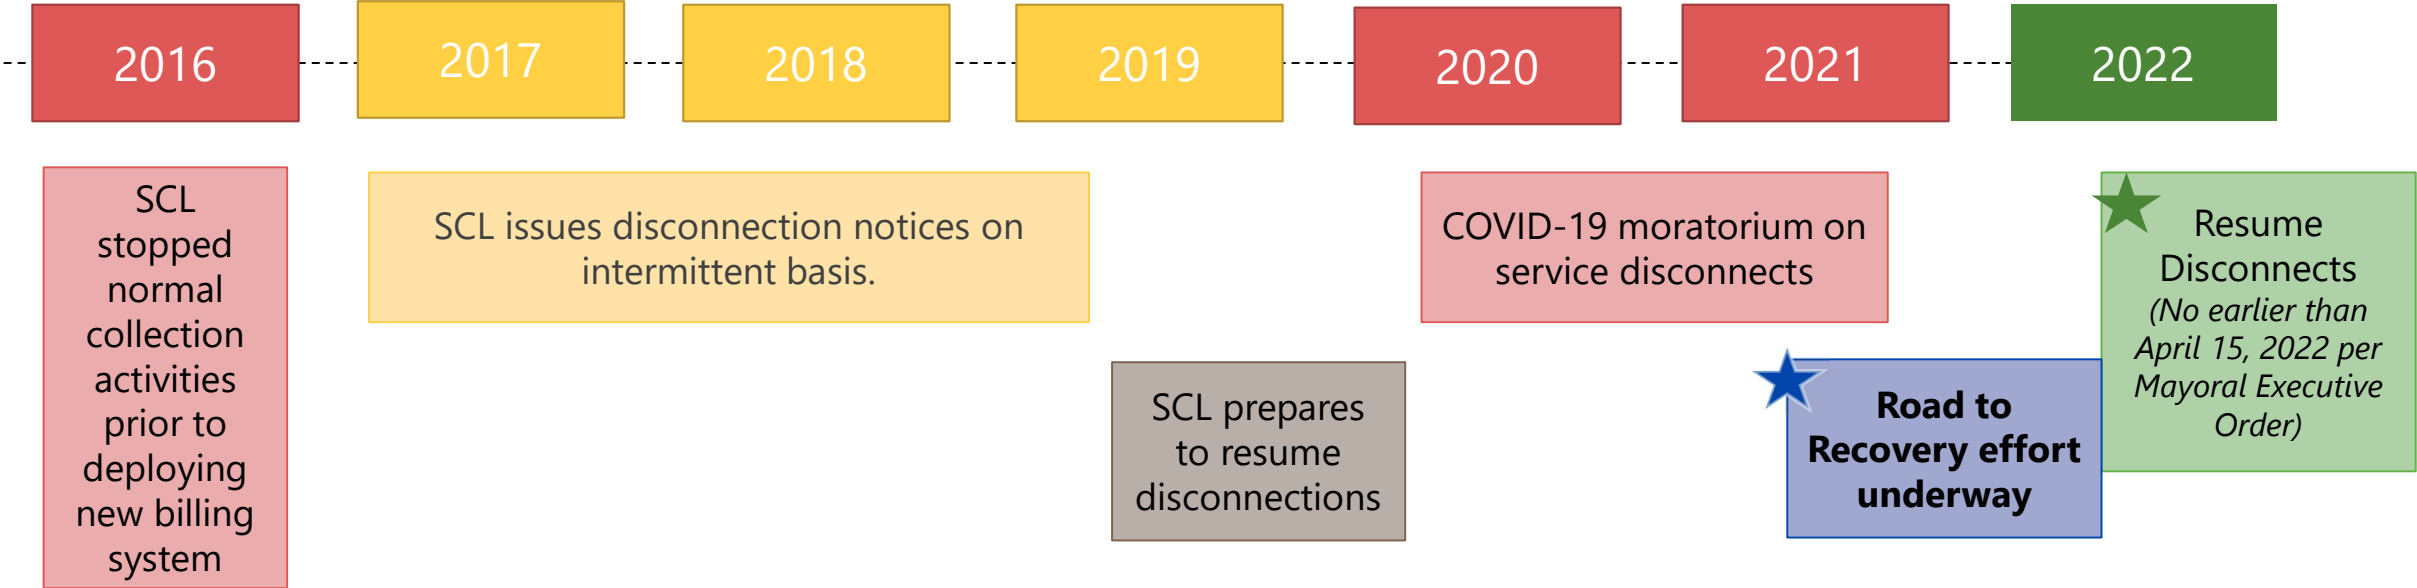 2016
2017
2018
2019
2020
2021
2022
SCL
stopped
normal
collection
activities
prior to
deploying
new billing
system
SCL issues disconnection notices on
intermittent basis.
SCL prepares
to resume
disconnections
COVID-19 moratorium on
service disconnects
Road to
Recovery effort
underway
Resume
Disconnects
(No earlier than
April 15, 2022 per
Mayoral Executive
Order)